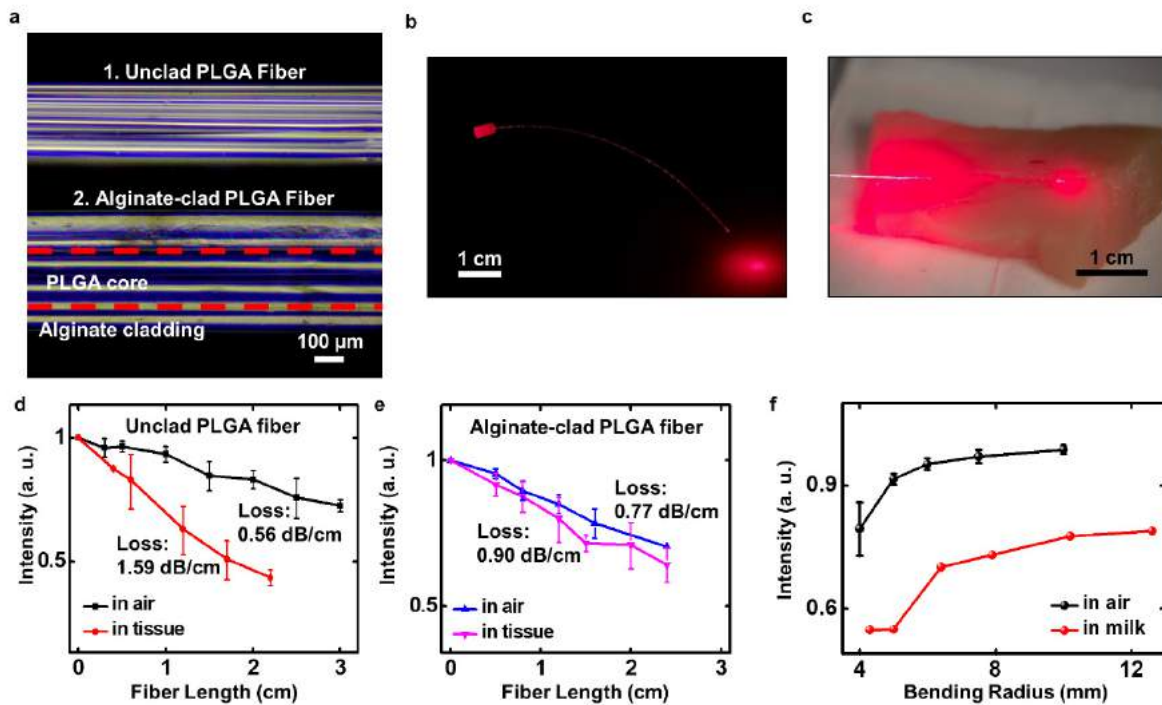 a
1. Unclad PLGA Fiber
2. Alginate-clad PLGA Fiber
PLGA core
Alginate cladding
100 μm
b
1 cm
c
1 cm
d
Unclad PLGA fiber
Intensity (a. u.)
1
0.5
Loss:
0.56 dB/cm
Loss:
1.59 dB/cm
in air
in tissue
0 1 2 3
Fiber Length (cm)
e
Alginate-clad PLGA fiber
Intensity (a. u.)
1
0.5
Loss:
0.77 dB/cm
Loss:
0.90 dB/cm
in air
in tissue
0 1 2 3
Fiber Length (cm)
f
Intensity (a. u.)
0.9
0.6
in air
in milk
4 8 12
Bending Radius (mm)